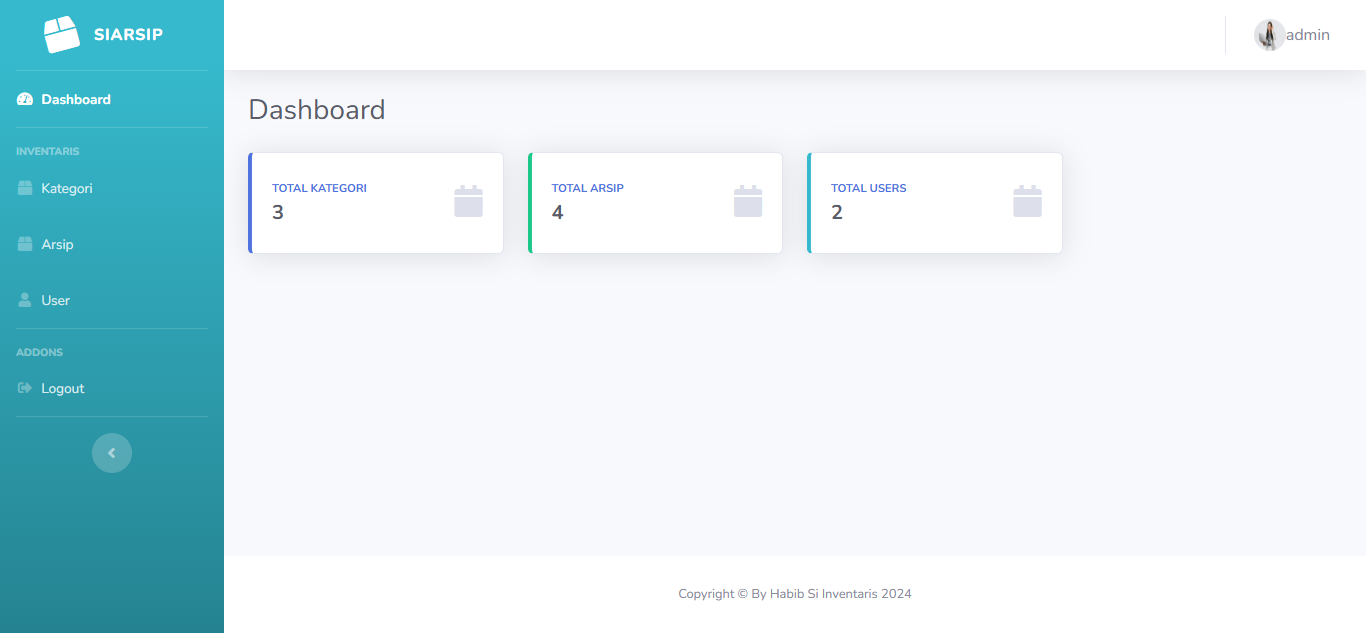 SIARSIP
admin
Dashboard
INVENTARIS
Kategori
Arsip
User
ADDONS
Logout
Dashboard
TOTAL KATEGORI
3
TOTAL ARSIP
4
TOTAL USERS
2
Copyright © By Habib Si Inventaris 2024